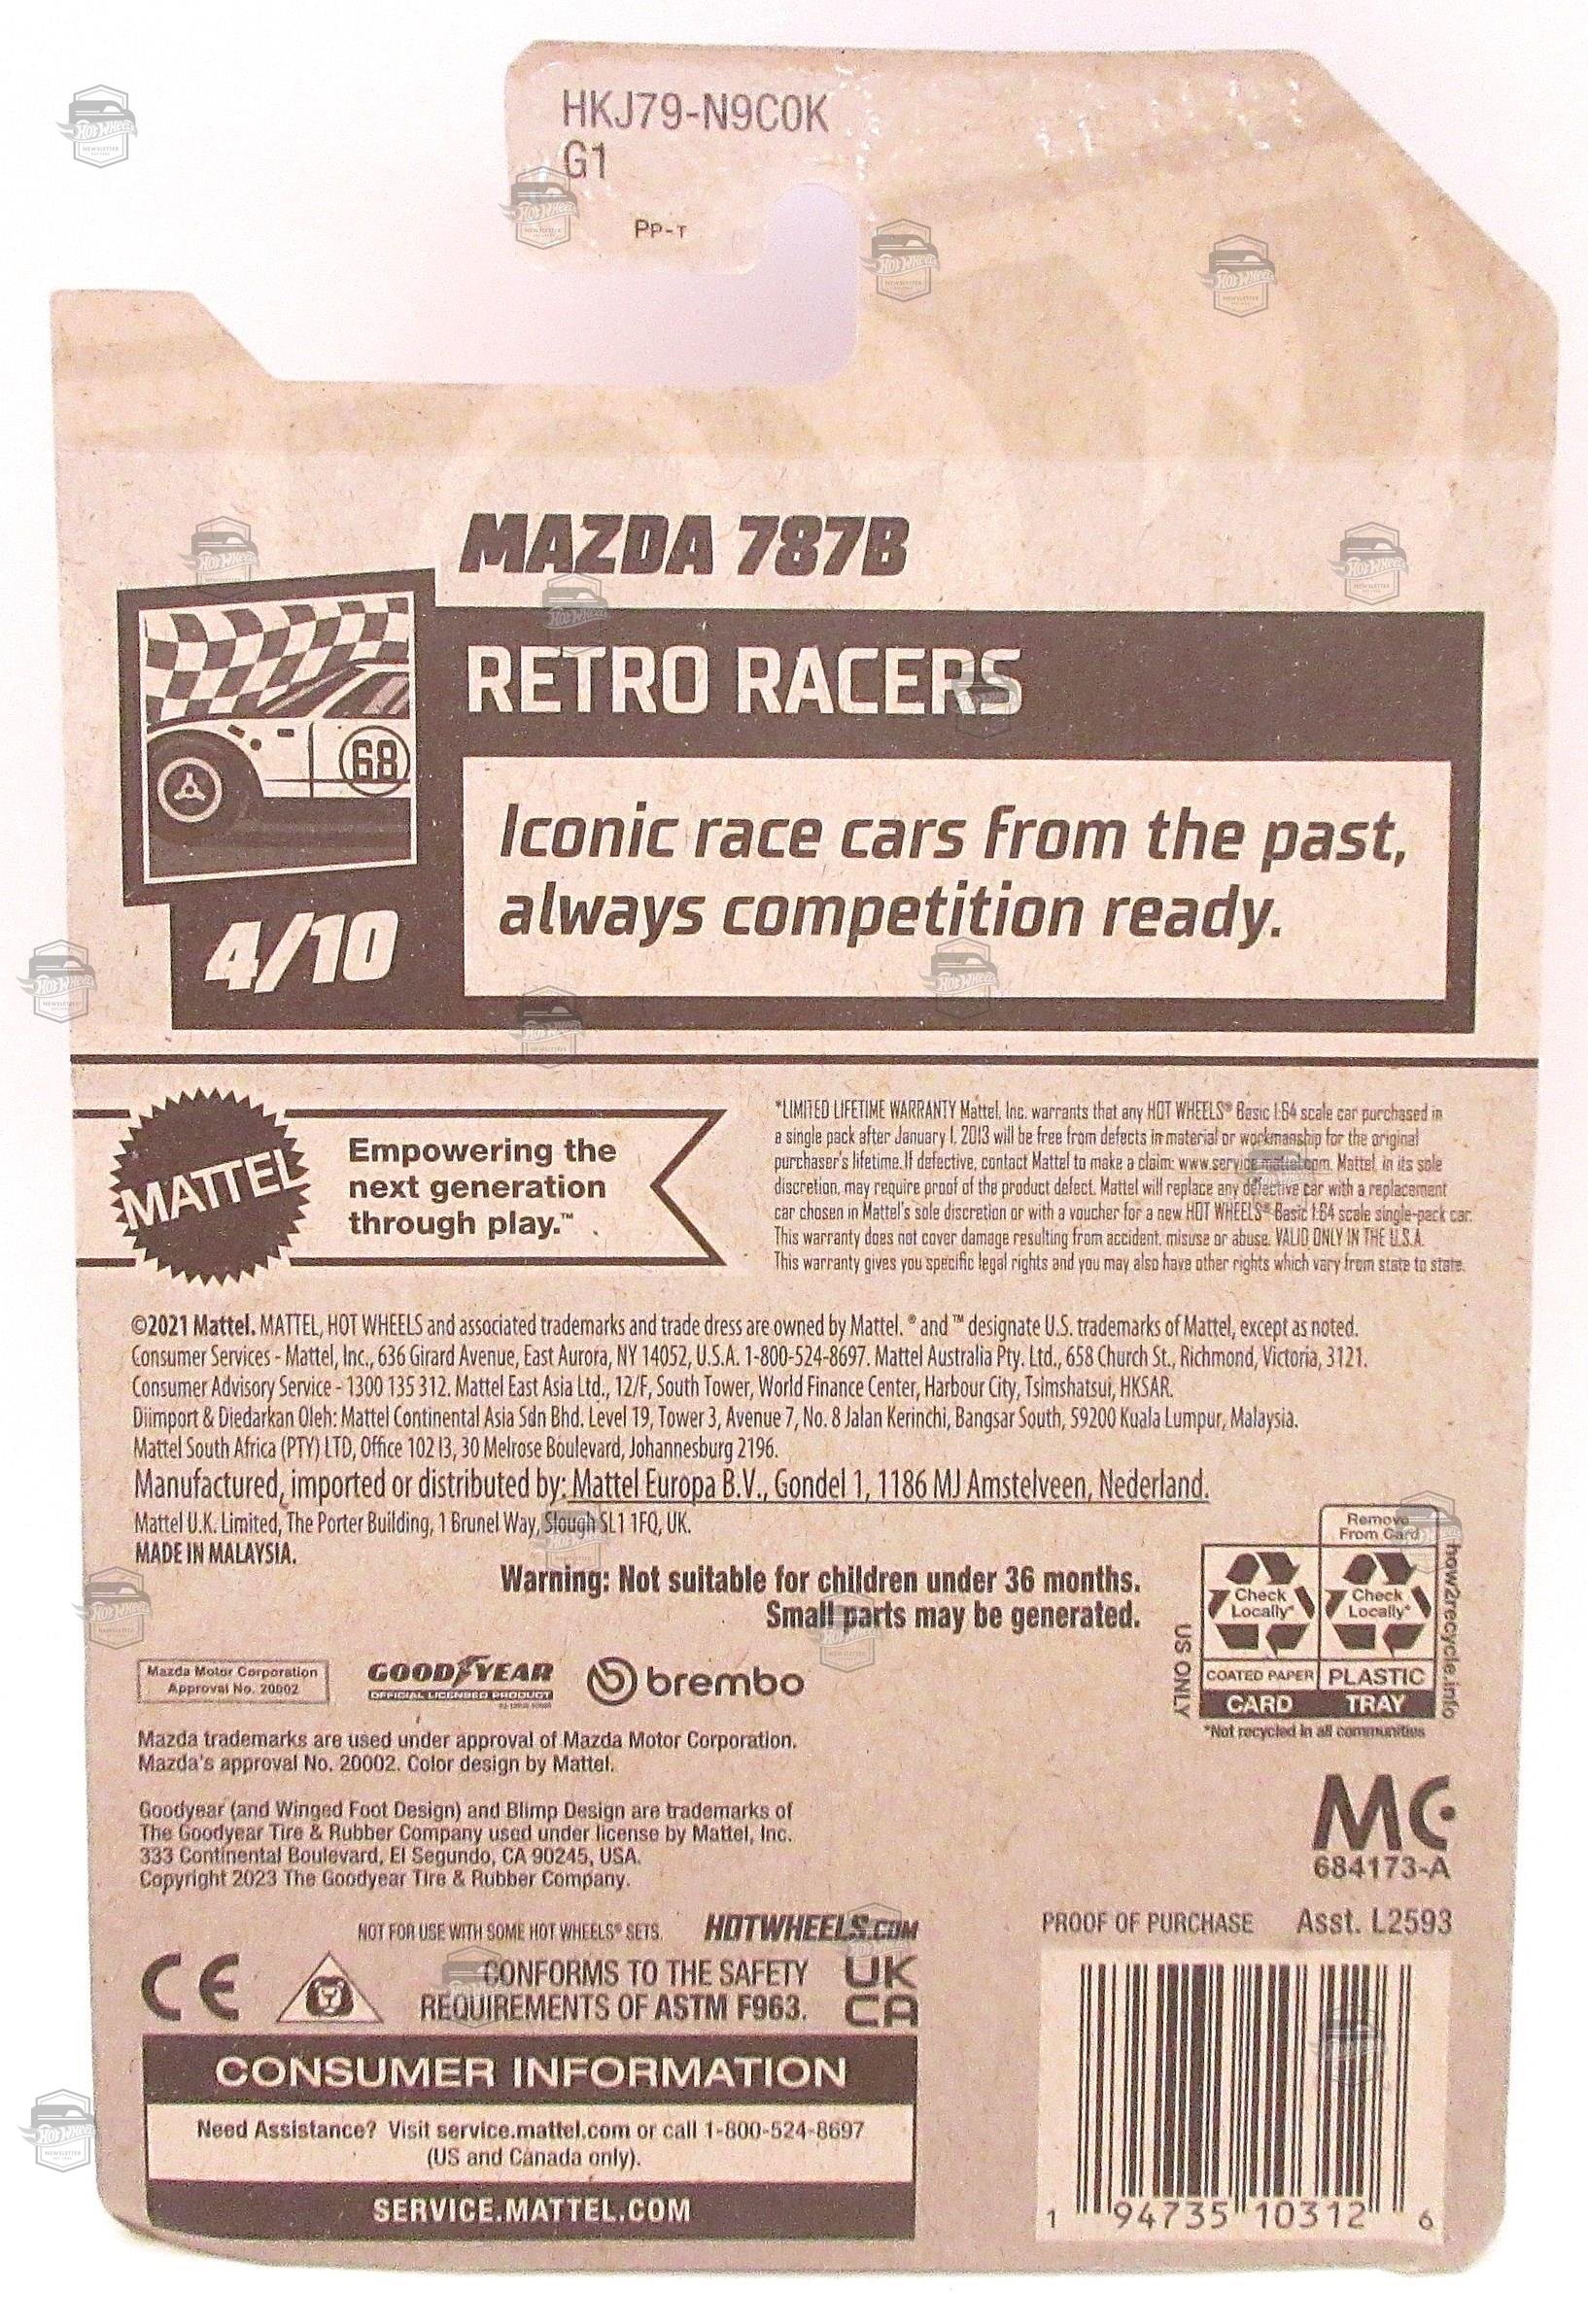 HKJ79-N9C0K
G1
PP-T
MAZDA 787B
RETRO RACERS
68
Iconic race cars from the past,
always competition ready.
4/10
MATTEL
Empowering the
next generation
through play.™
*LIMITED LIFETIME WARRANTY Mattel, Inc. warrants that any HOT WHEELS® Basic 1:64 scale car purchased in
a single pack after January 1, 2013 will be free from defects in material or workmanship for the original
purchaser's lifetime. If defective, contact Mattel to make a claim: www.service.mattel.com. Mattel, in its sole
discretion, may require proof of the product defect. Mattel will replace any defective car with a replacement
car chosen in Mattel's sole discretion or with a voucher for a new HOT WHEELS® Basic 1:64 scale single-pack car.
This warranty does not cover damage resulting from accident, misuse or abuse. VALID ONLY IN THE U.S.A.
This warranty gives you specific legal rights and you may also have other rights which vary from state to state.
©2021 Mattel. MATTEL, HOT WHEELS and associated trademarks and trade dress are owned by Mattel. ® and ™ designate U.S. trademarks of Mattel, except as noted.
Consumer Services - Mattel, Inc., 636 Girard Avenue, East Aurora, NY 14052, U.S.A. 1-800-524-8697. Mattel Australia Pty. Ltd., 658 Church St., Richmond, Victoria, 3121.
Consumer Advisory Service - 1300 135 312. Mattel East Asia Ltd., 12/F, South Tower, World Finance Center, Harbour City, Tsimshatsui, HKSAR.
Diimport & Diedarkan Oleh: Mattel Continental Asia Sdn Bhd. Level 19, Tower 3, Avenue 7, No. 8 Jalan Kerinchi, Bangsar South, 59200 Kuala Lumpur, Malaysia.
Mattel South Africa (PTY) LTD, Office 102 I3, 30 Melrose Boulevard, Johannesburg 2196.
Manufactured, imported or distributed by: Mattel Europa B.V., Gondel 1, 1186 MJ Amstelveen, Nederland.
Mattel U.K. Limited, The Porter Building, 1 Brunel Way, Slough SL1 1FQ, UK.
MADE IN MALAYSIA.
Warning: Not suitable for children under 36 months.
Small parts may be generated.
Remove
From Card
Check
Locally*
Check
Locally*
COATED PAPER
PLASTIC
CARD
TRAY
US ONLY
how2recycle.info
*Not recycled in all communities
Mazda Motor Corporation
Approval No. 20002
GOODYEAR
OFFICIAL LICENSED PRODUCT
brembo
Mazda trademarks are used under approval of Mazda Motor Corporation.
Mazda's approval No. 20002. Color design by Mattel.
Goodyear (and Winged Foot Design) and Blimp Design are trademarks of
The Goodyear Tire & Rubber Company used under license by Mattel, Inc.
333 Continental Boulevard, El Segundo, CA 90245, USA.
Copyright 2023 The Goodyear Tire & Rubber Company.
MC
684173-A
NOT FOR USE WITH SOME HOT WHEELS® SETS.
HOTWHEELS.COM
PROOF OF PURCHASE Asst. L2593
CE
CONFORMS TO THE SAFETY
REQUIREMENTS OF ASTM F963.
UK
CA
CONSUMER INFORMATION
Need Assistance? Visit service.mattel.com or call 1-800-524-8697
(US and Canada only).
SERVICE.MATTEL.COM
1 94735 10312 6